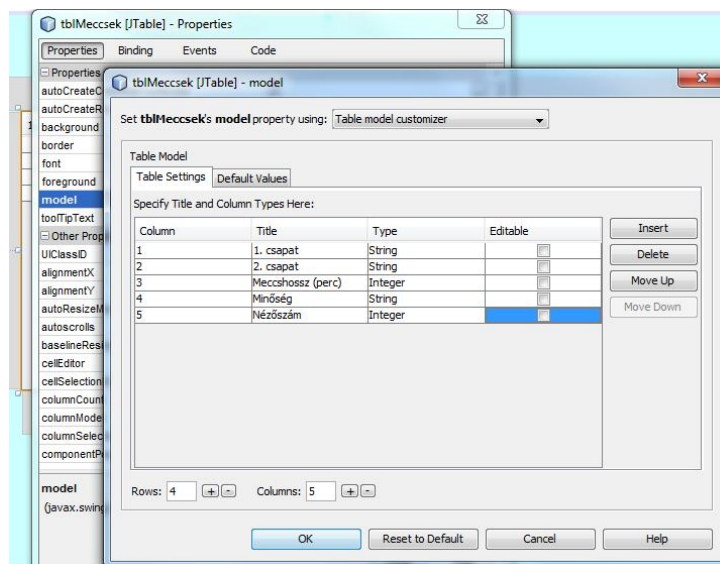 tblMeccsek [JTable] - Properties
Properties Binding Events Code
Properties
autoCreateC
autoCreateR
background
border
font
foreground
model
toolTipText
Other Prop
UIClassID
alignmentX
alignmentY
autoResizeM
autoscrolls
baselineResi
cellEditor
cellSelection
columnCount
columnMode
columnSelec
componentP
model
(javax.swing
tblMeccsek [JTable] - model
Set tblMeccsek's model property using: Table model customizer
Table Model
Table Settings Default Values
Specify Title and Column Types Here:
Column Title Type Editable
1 1. csapat String
2 2. csapat String
3 Meccshossz (perc) Integer
4 Minőség String
5 Nézőszám Integer
Insert
Delete
Move Up
Move Down
Rows: 4 + - Columns: 5 + -
OK Reset to Default Cancel Help